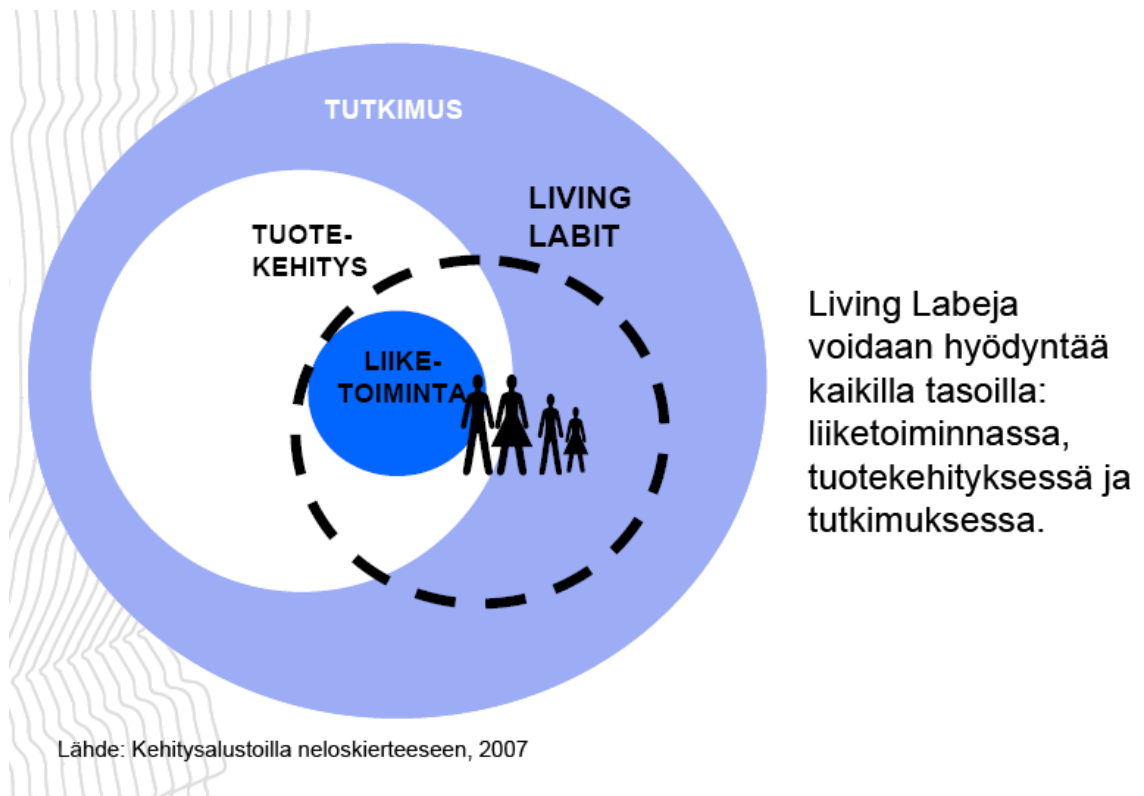 TUTKIMUS
LIVING
LABIT
TUOTE-
KEHITYS
LIIKE-
TOIMINTA
Living Labeja
voidaan hyödyntää
kaikilla tasoilla:
liiketoiminnassa,
tuotekehityksessä ja
tutkimuksessa.
Lähde: Kehitysalustoilla neloskierteeseen, 2007